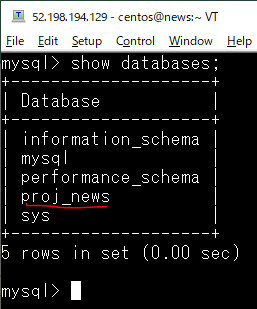 52.198.194.129 - centos@news:~ VT
File Edit Setup Control Window
mysql> show databases;
+--------------------+
| Database           |
+--------------------+
| information_schema |
| mysql              |
| performance_schema |
| proj_news          |
| sys                |
+--------------------+
5 rows in set (0.00 sec)
mysql>